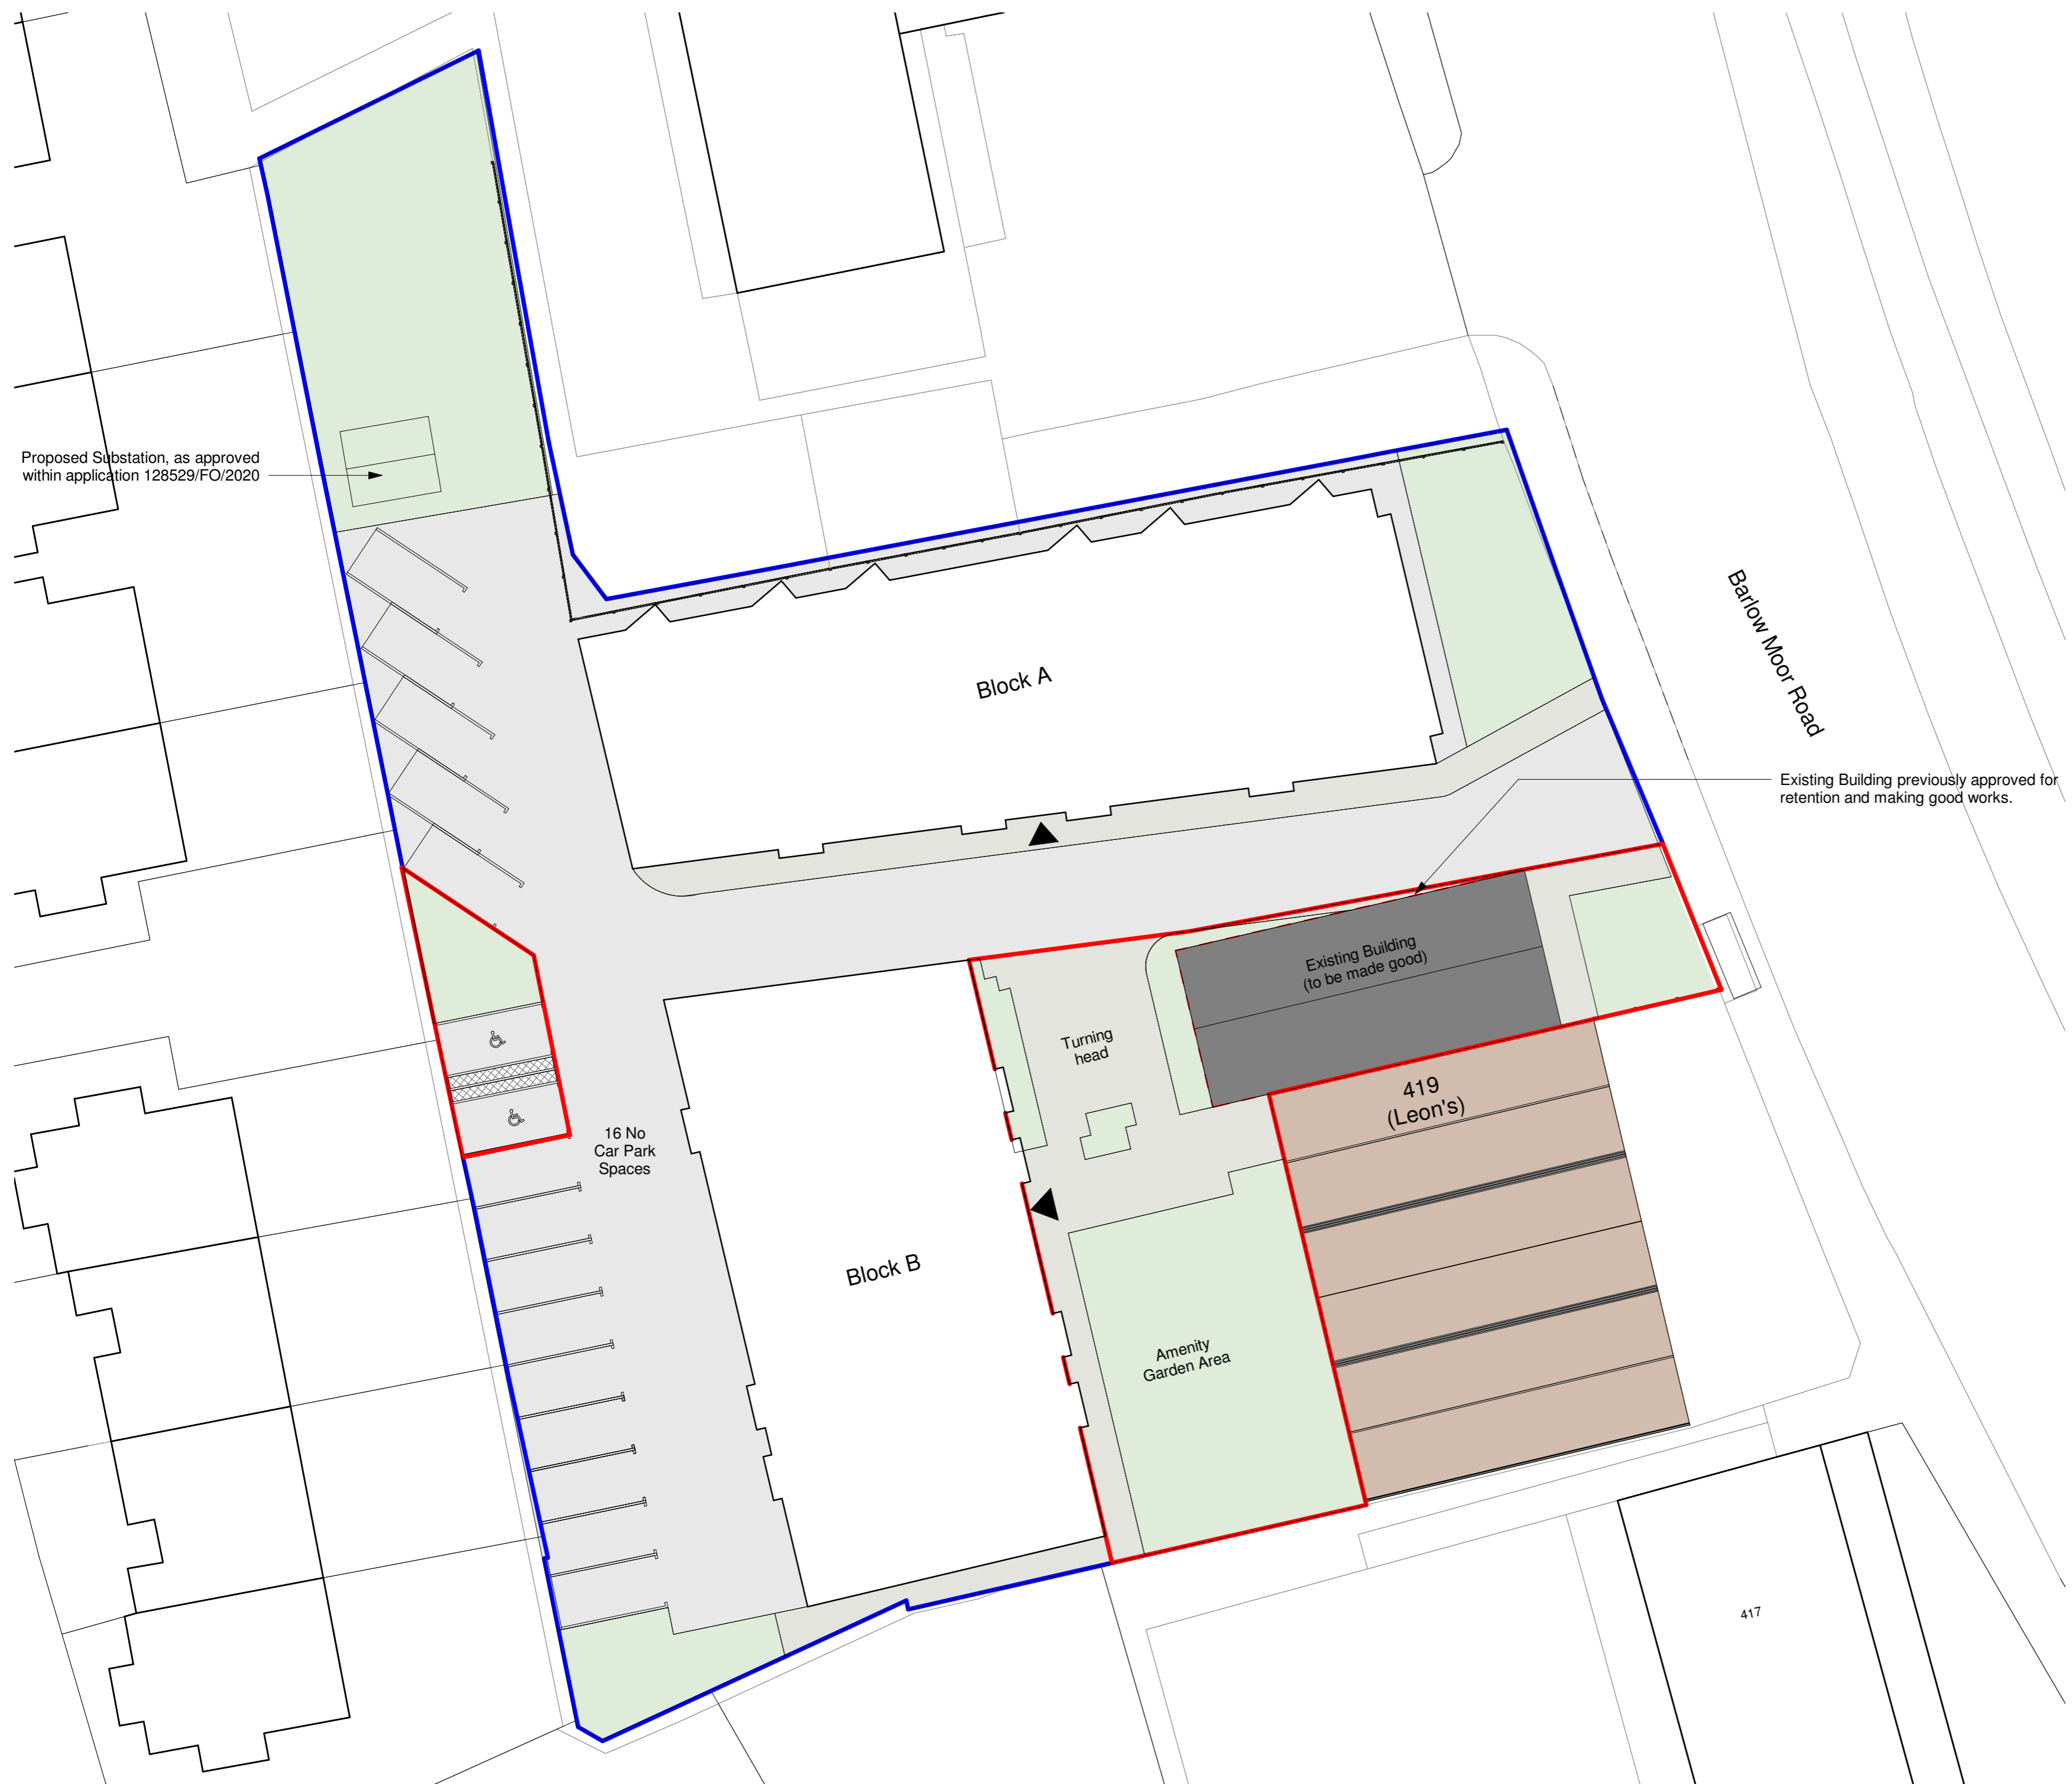 Proposed Substation, as approved
within application 128529/FO/2020
Block A
Barlow Moor Road
Existing Building previously approved for
retention and making good works.
Existing Building
(to be made good)
Turning
head
419
(Leon's)
16 No
Car Park
Spaces
Block B
Amenity
Garden Area
417